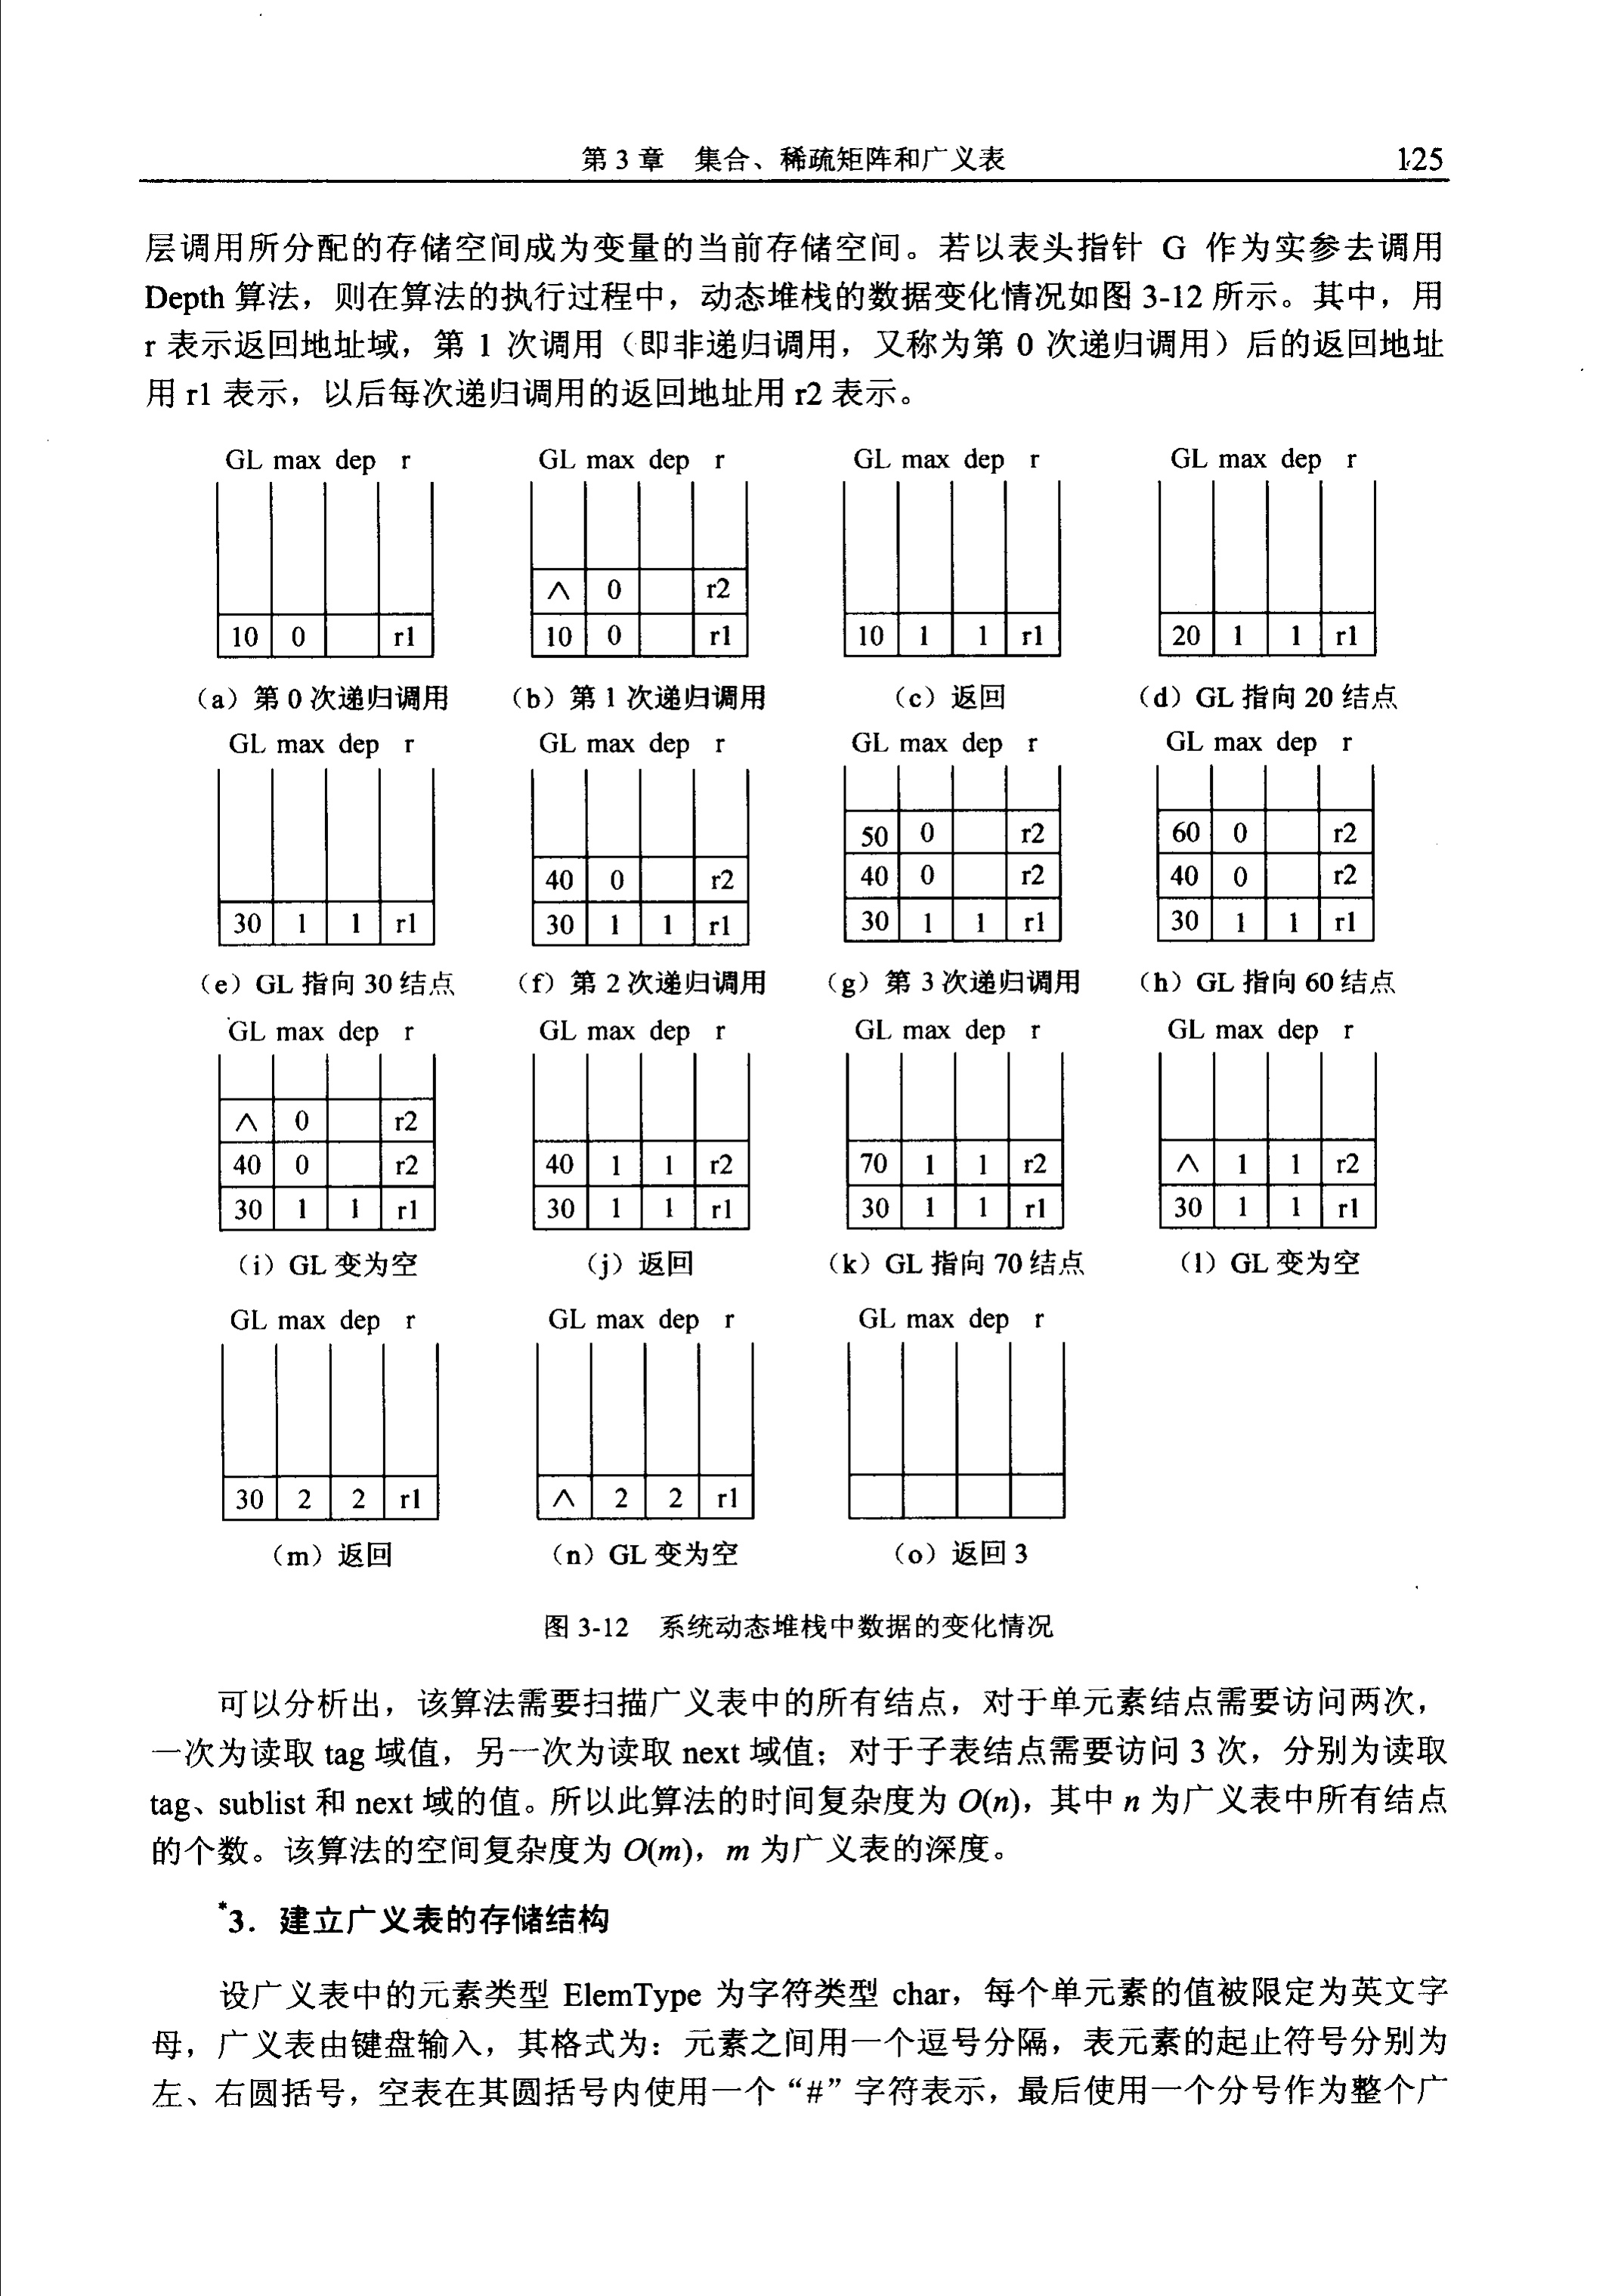 第 3 章 集合、稀疏矩阵和广义表 125
层调用所分配的存储空间成为变量的当前存储空间。若以表头指针 G 作为实参去调用
Depth 算法，则在算法的执行过程中，动态堆栈的数据变化情况如图 3-12 所示。其中，用
r 表示返回地址域，第 1 次调用（即非递归调用，又称为第 0 次递归调用）后的返回地址
用 r1 表示，以后每次递归调用的返回地址用 r2 表示。
GL max dep r GL max dep r GL max dep r GL max dep r
∧ 0 r2
10 0 r1 10 0 r1 10 1 1 r1 20 1 1 r1
（a）第 0 次递归调用 （b）第 1 次递归调用 （c）返回 （d）GL 指向 20 结点
GL max dep r GL max dep r GL max dep r GL max dep r
50 0 r2 60 0 r2
40 0 r2 40 0 r2 40 0 r2
30 1 1 r1 30 1 1 r1 30 1 1 r1 30 1 1 r1
（e）GL 指向 30 结点 （f）第 2 次递归调用 （g）第 3 次递归调用 （h）GL 指向 60 结点
GL max dep r GL max dep r GL max dep r GL max dep r
∧ 0 r2
40 0 r2 40 1 1 r2 70 1 1 r2 ∧ 1 1 r2
30 1 1 r1 30 1 1 r1 30 1 1 r1 30 1 1 r1
（i）GL 变为空 （j）返回 （k）GL 指向 70 结点 （l）GL 变为空
GL max dep r GL max dep r GL max dep r
30 2 2 r1 ∧ 2 2 r1
（m）返回 （n）GL 变为空 （o）返回 3
图 3-12 系统动态堆栈中数据的变化情况
可以分析出，该算法需要扫描广义表中的所有结点，对于单元素结点需要访问两次，
一次为读取 tag 域值，另一次为读取 next 域值；对于子表结点需要访问 3 次，分别为读取
tag、sublist 和 next 域的值。所以此算法的时间复杂度为 O(n)，其中 n 为广义表中所有结点
的个数。该算法的空间复杂度为 O(m)，m 为广义表的深度。
*3．建立广义表的存储结构
设广义表中的元素类型 ElemType 为字符类型 char，每个单元素的值被限定为英文字
母，广义表由键盘输入，其格式为：元素之间用一个逗号分隔，表元素的起止符号分别为
左、右圆括号，空表在其圆括号内使用一个“#”字符表示，最后使用一个分号作为整个广